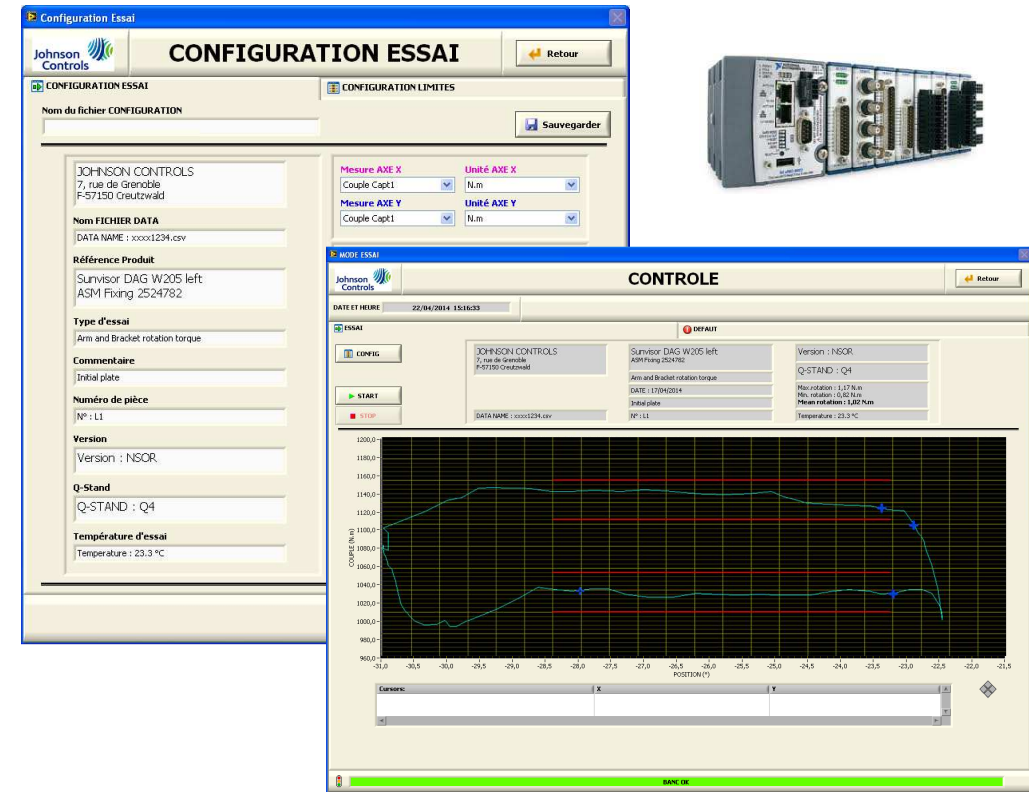 Configuration Essai
Johnson Controls
CONFIGURATION ESSAI
Retour
CONFIGURATION ESSAI
CONFIGURATION LIMITES
Nom du fichier CONFIGURATION
Sauvegarder
JOHNSON CONTROLS
7, rue de Grenoble
F-57150 Creutzwald
Nom FICHIER DATA
DATA NAME : xxxx1234.csv
Référence Produit
Sunvisor DAG W205 left
ASM Fixing 2524782
Type d'essai
Arm and Bracket rotation torque
Commentaire
Initial plate
Numéro de pièce
N° : L1
Version
Version : NSOR
Q-Stand
Q-STAND : Q4
Température d'essai
Temperature : 23.3 °C
Mesure AXE X
Unité AXE X
Couple Capt1
N.m
Mesure AXE Y
Unité AXE Y
Couple Capt1
N.m
MODE ESSAI
Johnson Controls
CONTROLE
Retour
DATE ET HEURE
22/04/2014 15:16:33
ESSAI
DEFAUT
CONFIG
START
STOP
JOHNSON CONTROLS
7, rue de Grenoble
F-57150 Creutzwald
DATA NAME : xxxx1234.csv
Sunvisor DAG W205 left
ASM Fixing 2524782
Arm and Bracket rotation torque
DATE : 17/04/2014
Initial plate
N° : L1
Version : NSOR
Q-STAND : Q4
Max.rotation : 1,17 N.m
Min. rotation : 0,82 N.m
Mean rotation : 1,02 N.m
Temperature : 23.3 °C
COUPLE (N.m)
1200,0
1180,0
1160,0
1140,0
1120,0
1100,0
1080,0
1060,0
1040,0
1020,0
1000,0
980,0
960,0
-31,0 -30,5 -30,0 -29,5 -29,0 -28,5 -28,0 -27,5 -27,0 -26,5 -26,0 -25,5 -25,0 -24,5 -24,0 -23,5 -23,0 -22,5 -22,0 -21,5
POSITION (°)
Cursors: X Y
BANC OK